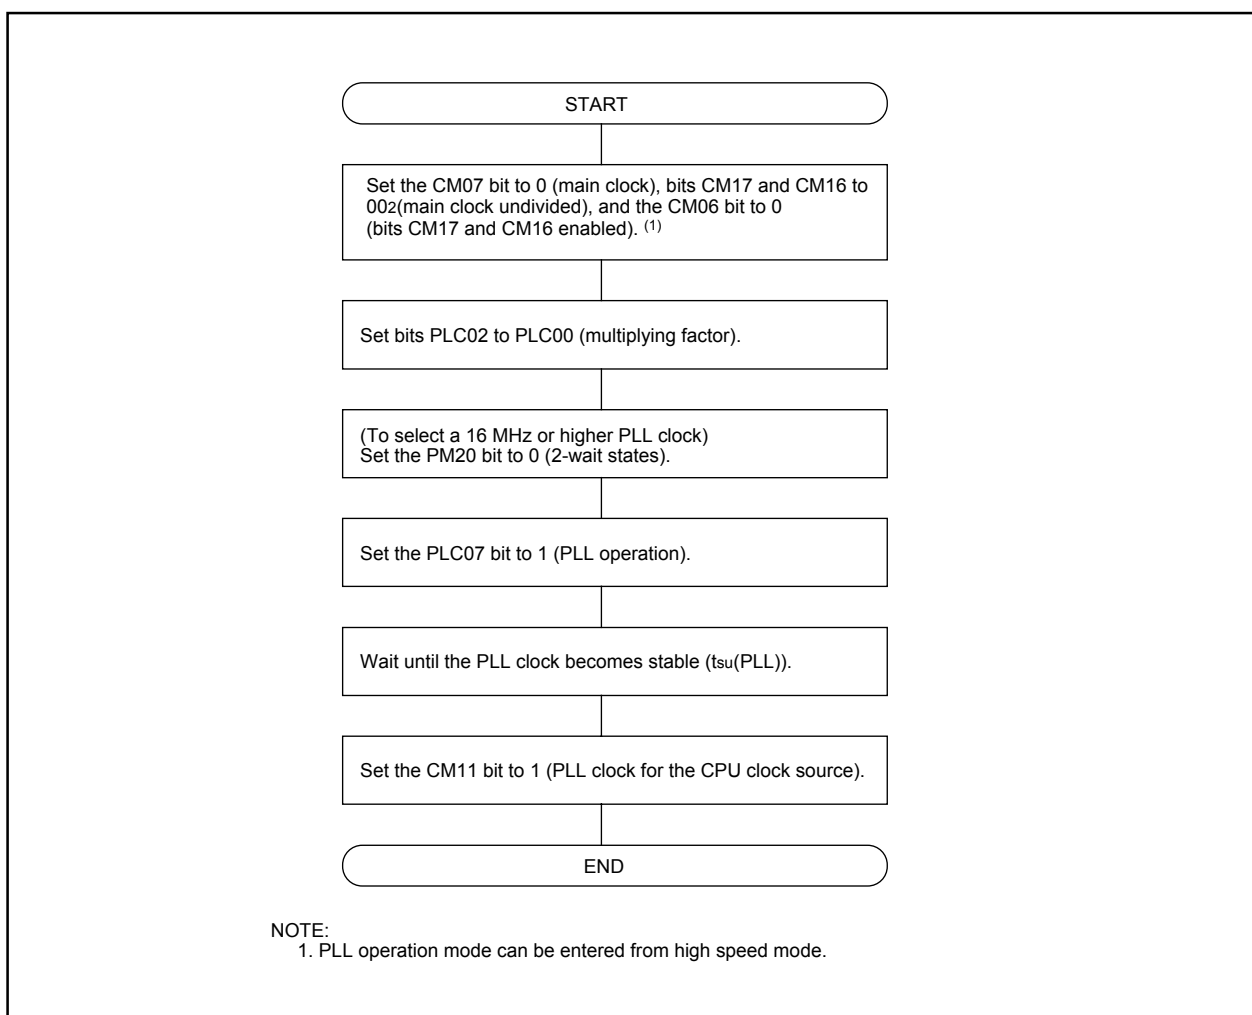 START
Set the CM07 bit to 0 (main clock), bits CM17 and CM16 to
002(main clock undivided), and the CM06 bit to 0
(bits CM17 and CM16 enabled). (1)
Set bits PLC02 to PLC00 (multiplying factor).
(To select a 16 MHz or higher PLL clock)
Set the PM20 bit to 0 (2-wait states).
Set the PLC07 bit to 1 (PLL operation).
Wait until the PLL clock becomes stable (tsu(PLL)).
Set the CM11 bit to 1 (PLL clock for the CPU clock source).
END
NOTE:
1. PLL operation mode can be entered from high speed mode.